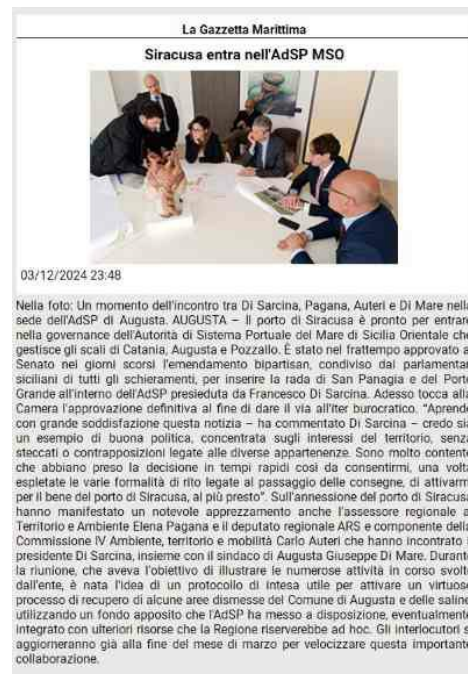 La Gazzetta Marittima
Siracusa entra nell'AdSP MSO
03/12/2024 23:48
Nella foto: Un momento dell'incontro tra Di Sarcina, Pagana, Auteri e Di Mare nella
sede dell'AdSP di Augusta. AUGUSTA – Il porto di Siracusa è pronto per entrare
nella governance dell'Autorità di Sistema Portuale del Mare di Sicilia Orientale che
gestisce gli scali di Catania, Augusta e Pozzallo. È stato nel frattempo approvato a
Senato nei giorni scorsi l'emendamento bipartisan, condiviso dai parlamentar
siciliani di tutti gli schieramenti, per inserire la rada di San Panagia e del Porto
Grande all'interno dell'AdSP presieduta da Francesco Di Sarcina. Adesso tocca alla
Camera l'approvazione definitiva al fine di dare il via all'iter burocratico. "Aprendo
con grande soddisfazione questa notizia – ha commentato Di Sarcina – credo sia
un esempio di buona politica, concentrata sugli interessi del territorio, senza
steccati o contrapposizioni legate alle diverse appartenenze. Sono molto contento
che abbiano preso la decisione in tempi rapidi così da consentirmi, una volta
espletate le varie formalità di rito legate al passaggio delle consegne, di attivarm
per il bene del porto di Siracusa, al più presto". Sull'annessione del porto di Siracusa
hanno manifestato un notevole apprezzamento anche l'assessore regionale a
Territorio e Ambiente Elena Pagana e il deputato regionale ARS e componente della
Commissione IV Ambiente, territorio e mobilità Carlo Auteri che hanno incontrato i
presidente Di Sarcina, insieme con il sindaco di Augusta Giuseppe Di Mare. Durante
la riunione, che aveva l'obiettivo di illustrare le numerose attività in corso svolte
dall'ente, è nata l'idea di un protocollo di intesa utile per attivare un virtuoso
processo di recupero di alcune aree dismesse del Comune di Augusta e delle saline
utilizzando un fondo apposito che l'AdSP ha messo a disposizione, eventualmente
integrato con ulteriori risorse che la Regione riserverebbe ad hoc. Gli interlocutori s
aggiorneranno già alla fine del mese di marzo per velocizzare questa importante
collaborazione.